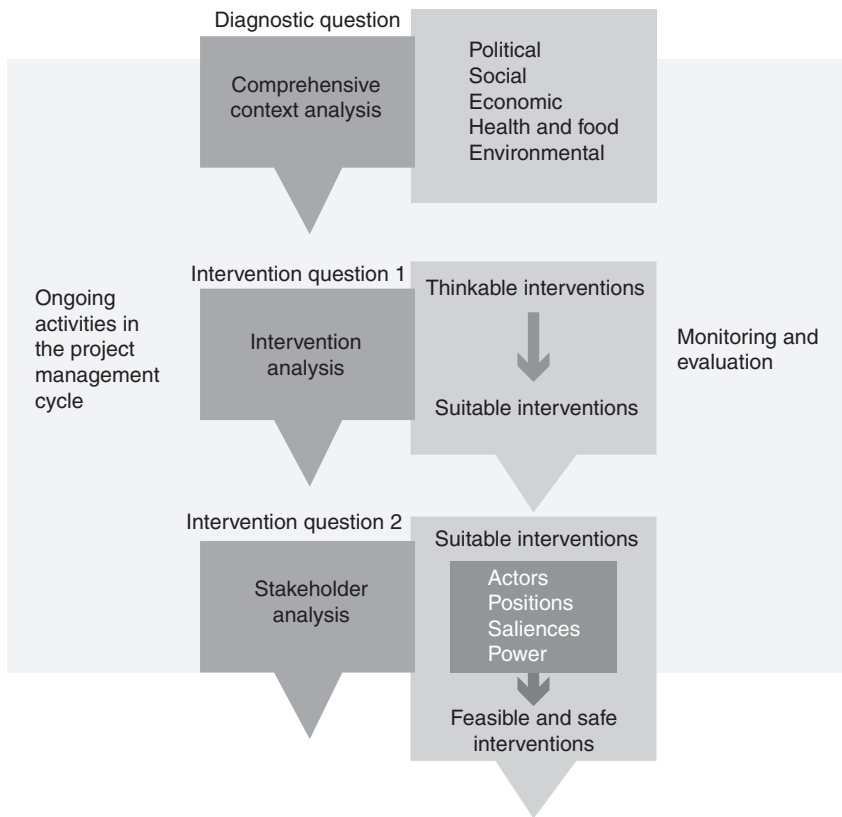 Diagnostic question
Comprehensive
context analysis
Political
Social
Economic
Health and food
Environmental
Ongoing
activities in
the project
management
cycle
Intervention question 1
Intervention
analysis
Thinkable interventions
Suitable interventions
Monitoring and
evaluation
Intervention question 2
Stakeholder
analysis
Suitable interventions
Actors
Positions
Saliences
Power
Feasible and safe
interventions